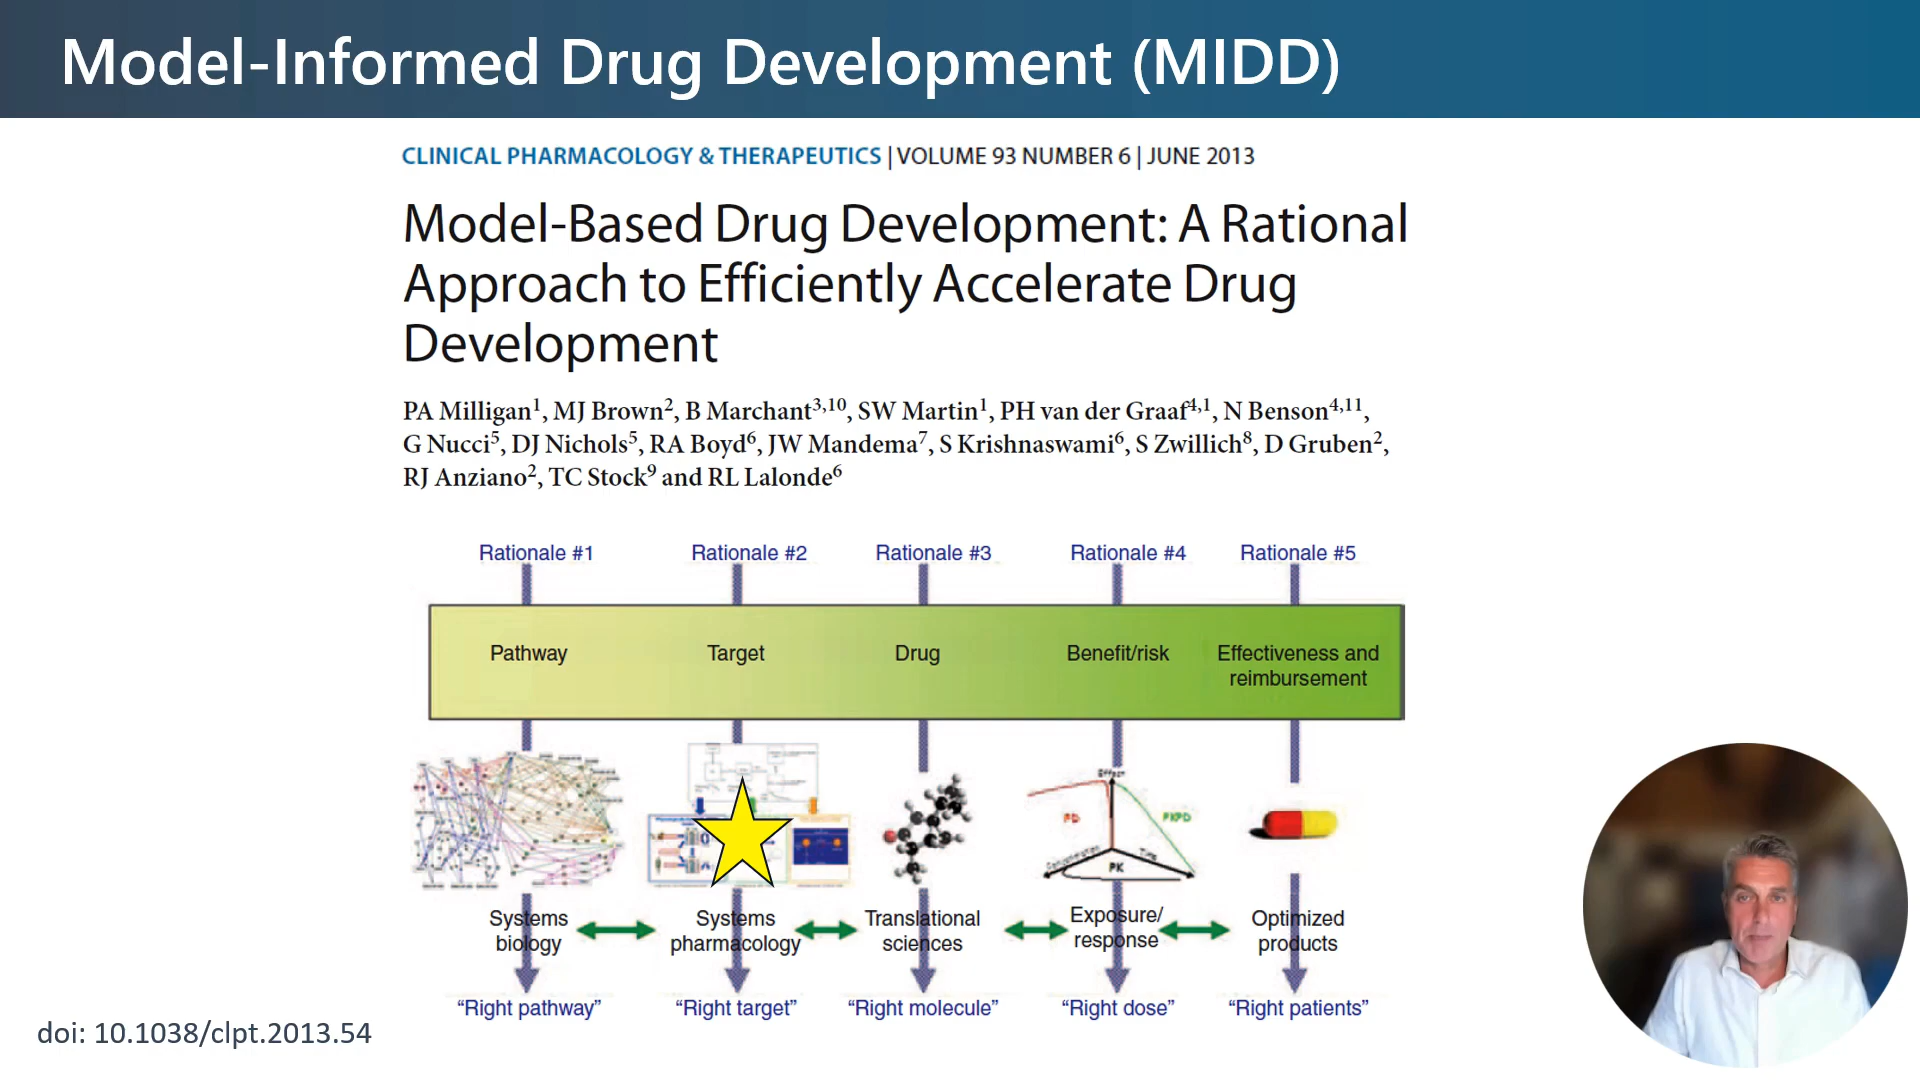 Model-Informed Drug Development (MIDD)
CLINICAL PHARMACOLOGY & THERAPEUTICS | VOLUME 93 NUMBER 6 | JUNE 2013
Model-Based Drug Development: A Rational
Approach to Efficiently Accelerate Drug
Development
PA Milligan1, MJ Brown2, B Marchant3,10, SW Martin1, PH van der Graaf4,1, N Benson4,11,
G Nucci5, DJ Nichols5, RA Boyd6, JW Mandema7, S Krishnaswami6, S Zwillich8, D Gruben2,
RJ Anziano2, TC Stock9 and RL Lalonde6
Rationale #1 Rationale #2 Rationale #3 Rationale #4 Rationale #5
Pathway Target Drug Benefit/risk Effectiveness and
reimbursement
Effect
PD PKPD
Concentration Time
PK
Systems Systems Translational Exposure/ Optimized
biology pharmacology sciences response products
“Right pathway” “Right target” “Right molecule” “Right dose” “Right patients”
doi: 10.1038/clpt.2013.54